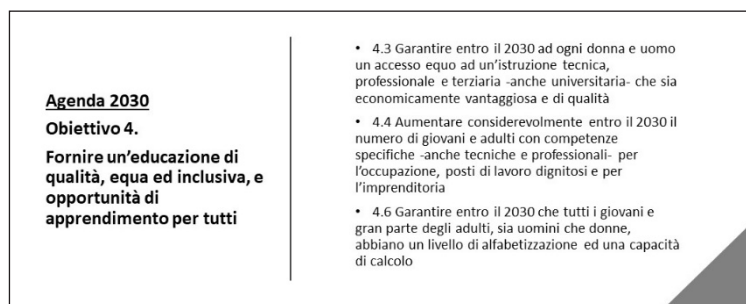 Agenda 2030
Obiettivo 4.
Fornire un'educazione di
qualità, equa ed inclusiva, e
opportunità di
apprendimento per tutti
• 4.3 Garantire entro il 2030 ad ogni donna e uomo
un accesso equo ad un'istruzione tecnica,
professionale e terziaria -anche universitaria- che sia
economicamente vantaggiosa e di qualità
• 4.4 Aumentare considerevolmente entro il 2030 il
numero di giovani e adulti con competenze
specifiche -anche tecniche e professionali- per
l'occupazione, posti di lavoro dignitosi e per
l'imprenditoria
• 4.6 Garantire entro il 2030 che tutti i giovani e
gran parte degli adulti, sia uomini che donne,
abbiano un livello di alfabetizzazione ed una capacità
di calcolo